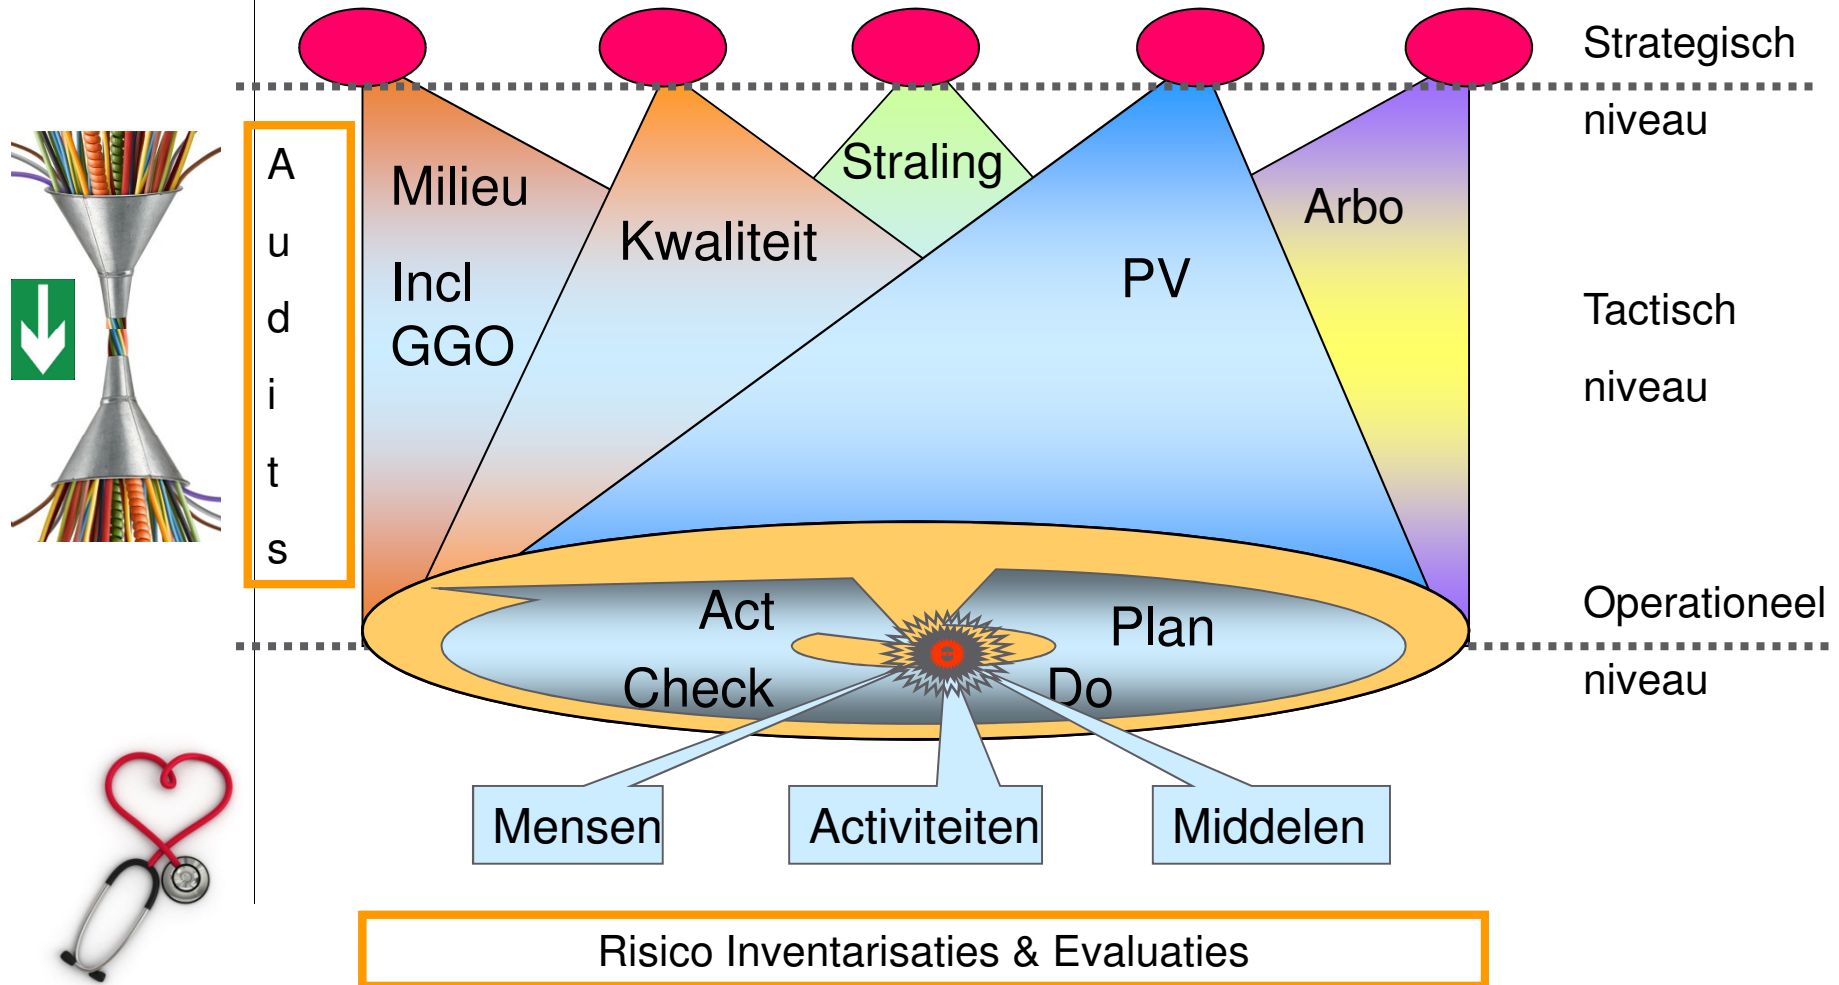 Strategisch
niveau
Audits
Milieu
Incl
GGO
Kwaliteit
Straling
PV
Arbo
Tactisch
niveau
Operationeel
niveau
Act
Plan
Check
Do
Mensen
Activiteiten
Middelen
Risico Inventarisaties & Evaluaties